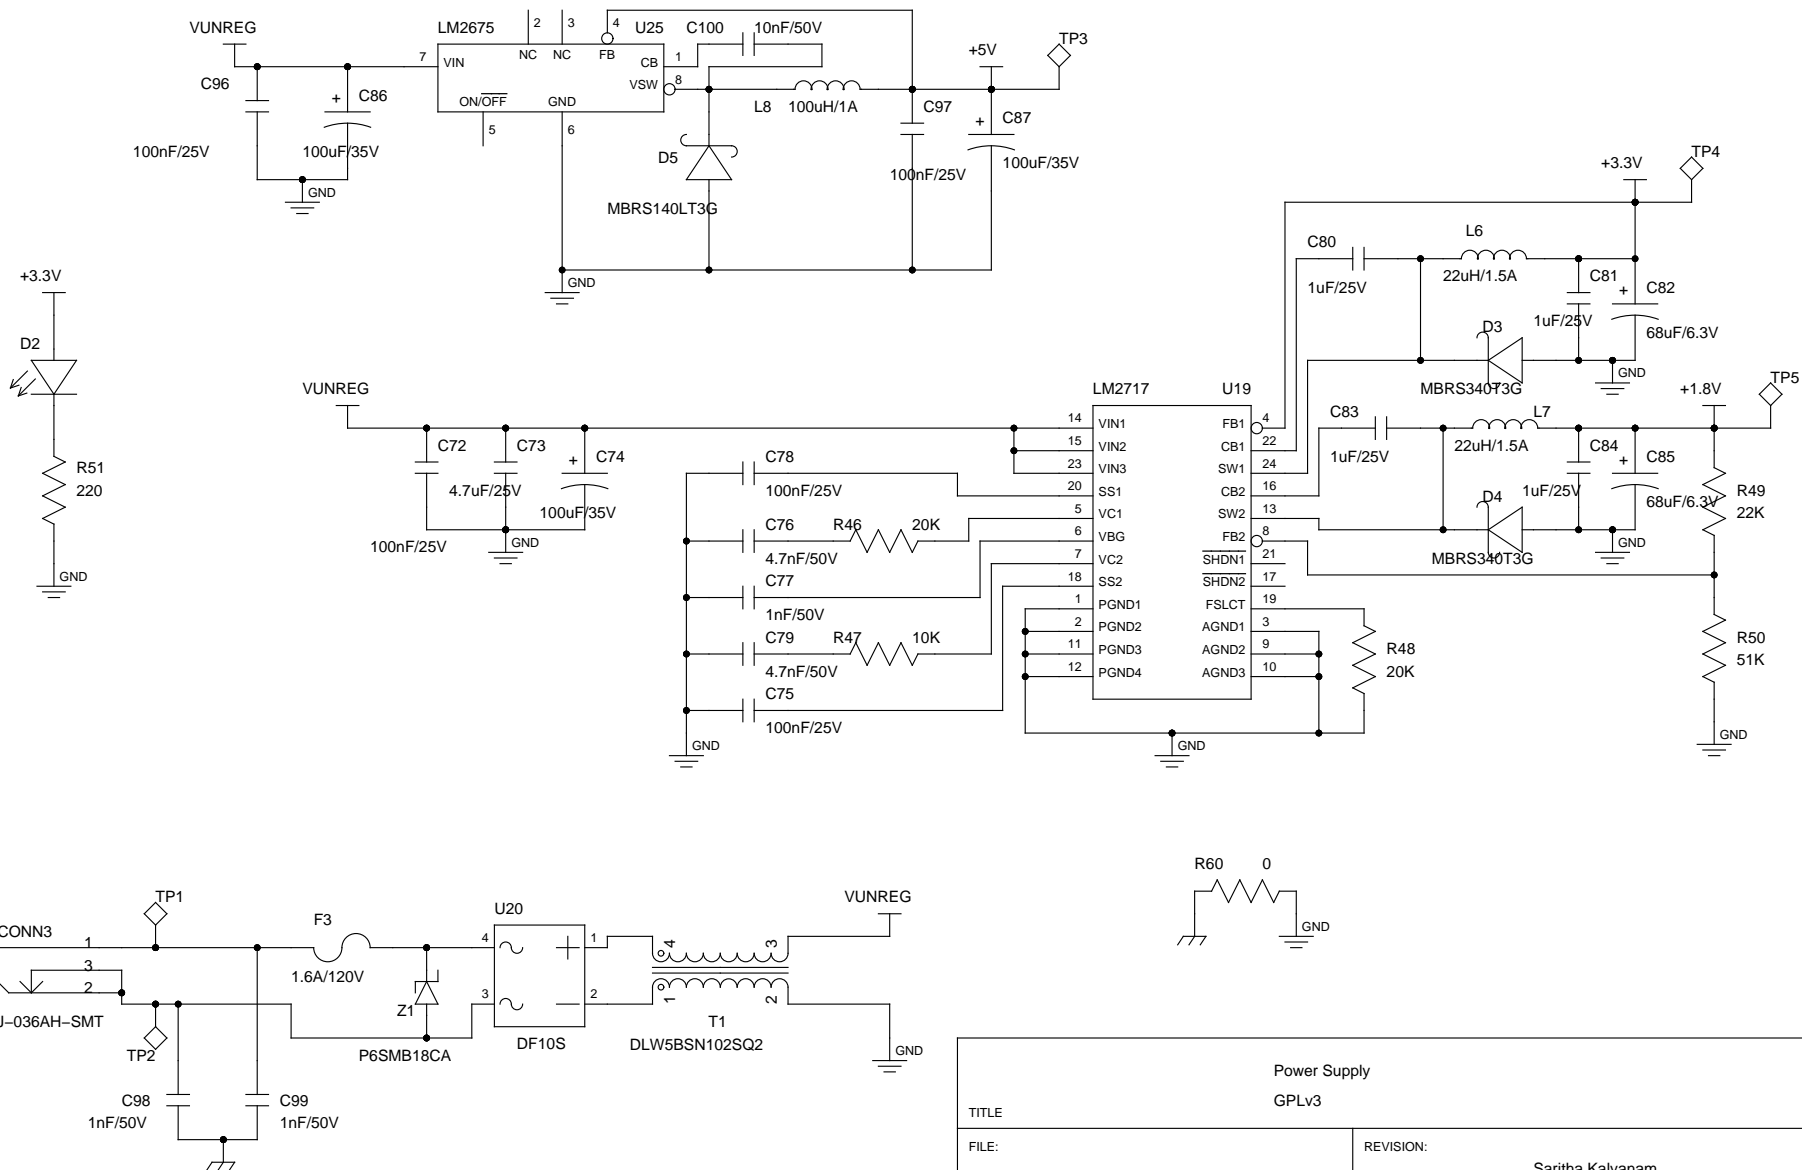 VUNREG
C96
100nF/25V
C86
+
100uF/35V
GND
LM2675
U25
2
3
4
NC
NC
FB
7
VIN
CB
1
VSW
8
ON/OFF
GND
5
6
C100
10nF/50V
L8
100uH/1A
D5
MBRS140LT3G
C97
100nF/25V
+5V
TP3
+
C87
100uF/35V
GND
+3.3V
D2
R51
220
GND
+3.3V
TP4
C80
1uF/25V
L6
22uH/1.5A
C81
1uF/25V
+
C82
68uF/6.3V
D3
MBRS340T3G
GND
+1.8V
TP5
C83
1uF/25V
L7
22uH/1.5A
C84
1uF/25V
+
C85
68uF/6.3V
D4
MBRS340T3G
GND
R49
22K
R50
51K
GND
VUNREG
C72
100nF/25V
C73
4.7uF/25V
+
C74
100uF/35V
GND
LM2717
U19
14
VIN1
FB1
4
15
VIN2
CB1
22
23
VIN3
SW1
24
20
SS1
CB2
16
5
VC1
SW2
13
6
VBG
FB2
8
7
VC2
SHDN1
21
18
SS2
SHDN2
17
1
PGND1
FSLCT
19
2
PGND2
AGND1
3
11
PGND3
AGND2
9
12
PGND4
AGND3
10
C78
100nF/25V
C76
4.7nF/50V
R46
20K
C77
1nF/50V
C79
4.7nF/50V
R47
10K
C75
100nF/25V
GND
GND
R48
20K
R60
0
GND
CONN3
1
3
2
J-036AH-SMT
TP1
TP2
C98
1nF/50V
C99
1nF/50V
F3
1.6A/120V
Z1
P6SMB18CA
U20
4
3
1
2
DF10S
4
3
1
2
T1
DLW5BSN102SQ2
VUNREG
GND
Power Supply
GPLv3
TITLE
FILE:
REVISION:
Saritha Kalyanam